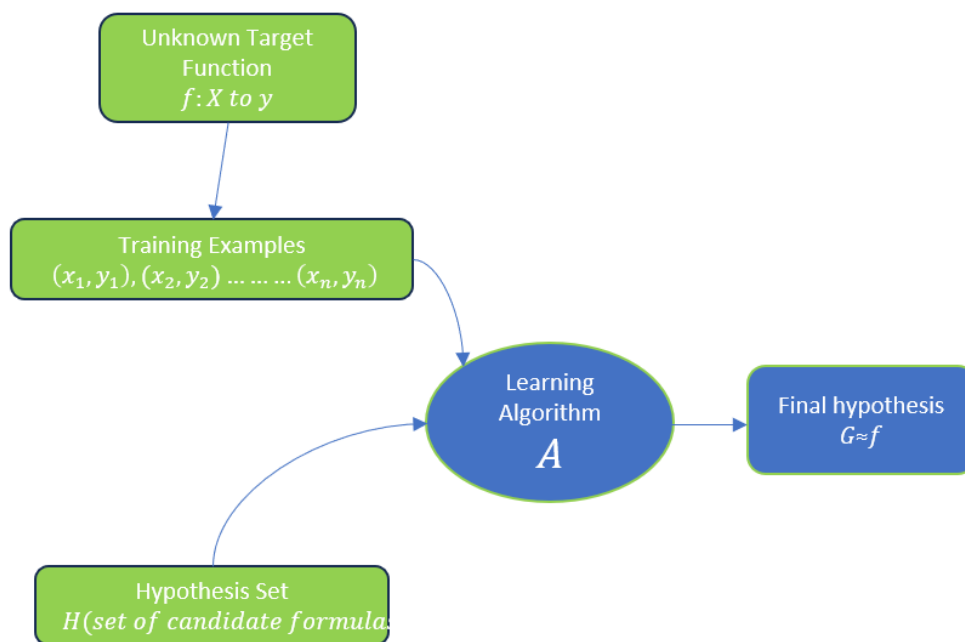 Unknown Target
Function
f: X to y
Training Examples
(x₁, y₁), (x₂, y₂) ... ... ... (xₙ, yₙ)
Learning
Algorithm
A
Final hypothesis
G≈f
Hypothesis Set
H(set of candidate formulas